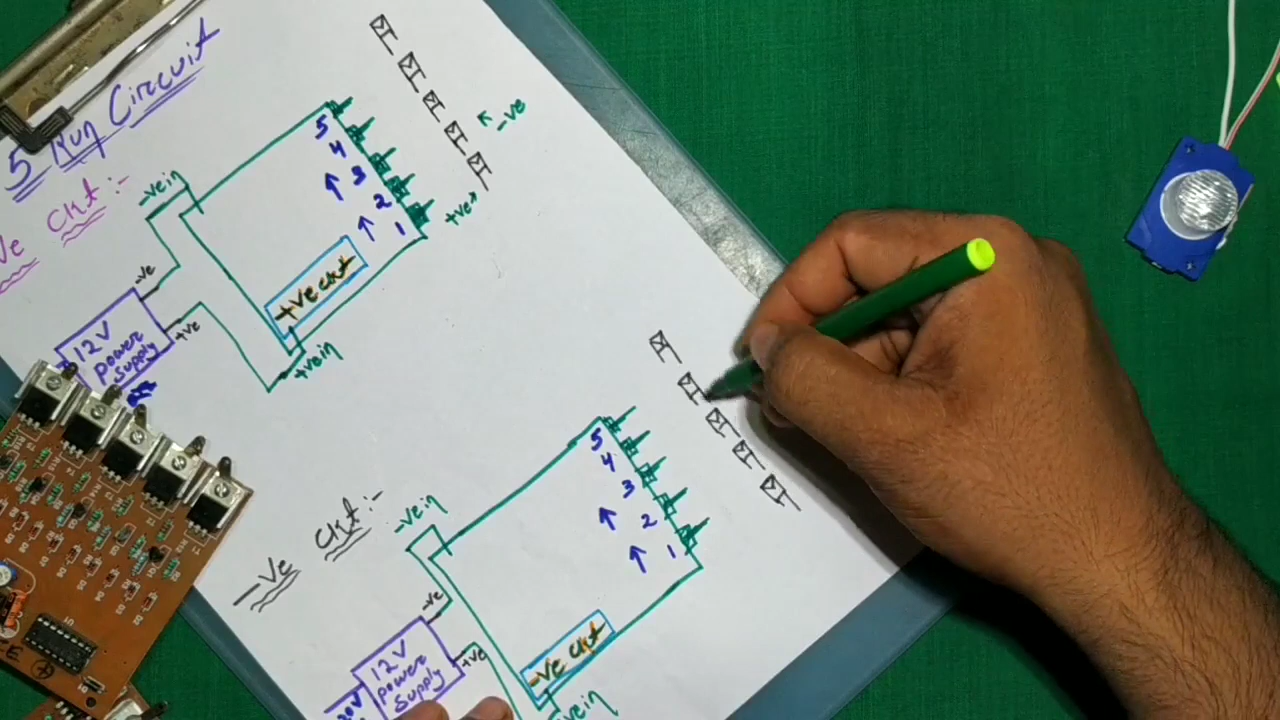 5 Run Circuit
Ve Ckt:-
-Vein
-ve
12V
power
supply
+ve
+vein
+Ve ckt
5
4
3
2
1
-ve
+ve
-Ve Ckt:-
-vein
-ve
12V
power
supply
+ve
-ve ckt
5
4
3
2
1